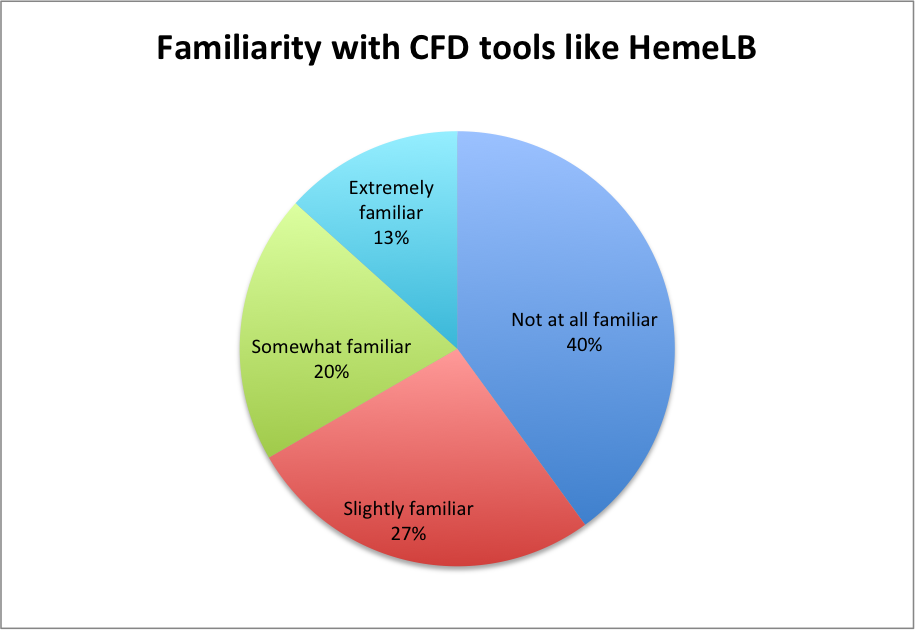 Familiarity with CFD tools like HemeLB
Extremely
familiar
13%
Not at all familiar
40%
Somewhat familiar
20%
Slightly familiar
27%